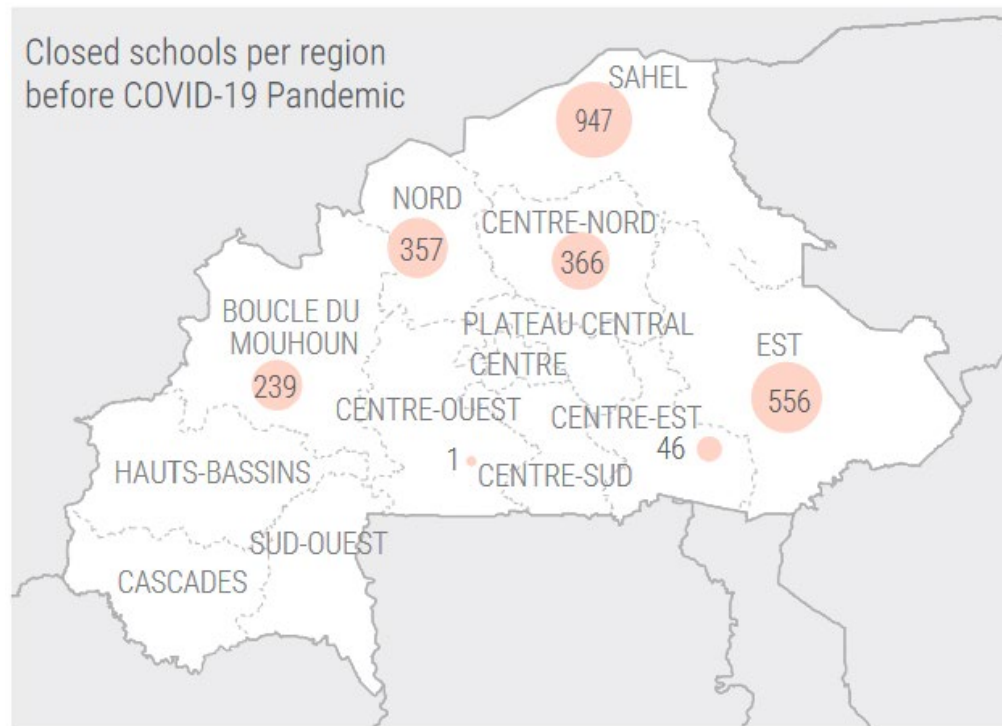 Closed schools per region
before COVID-19 Pandemic
SAHEL
947
NORD
357
CENTRE-NORD
366
BOUCLE DU
MOUHOUN
239
PLATEAU CENTRAL
CENTRE
EST
556
CENTRE-OUEST
CENTRE-EST
46
1
CENTRE-SUD
HAUTS-BASSINS
SUD-OUEST
CASCADES